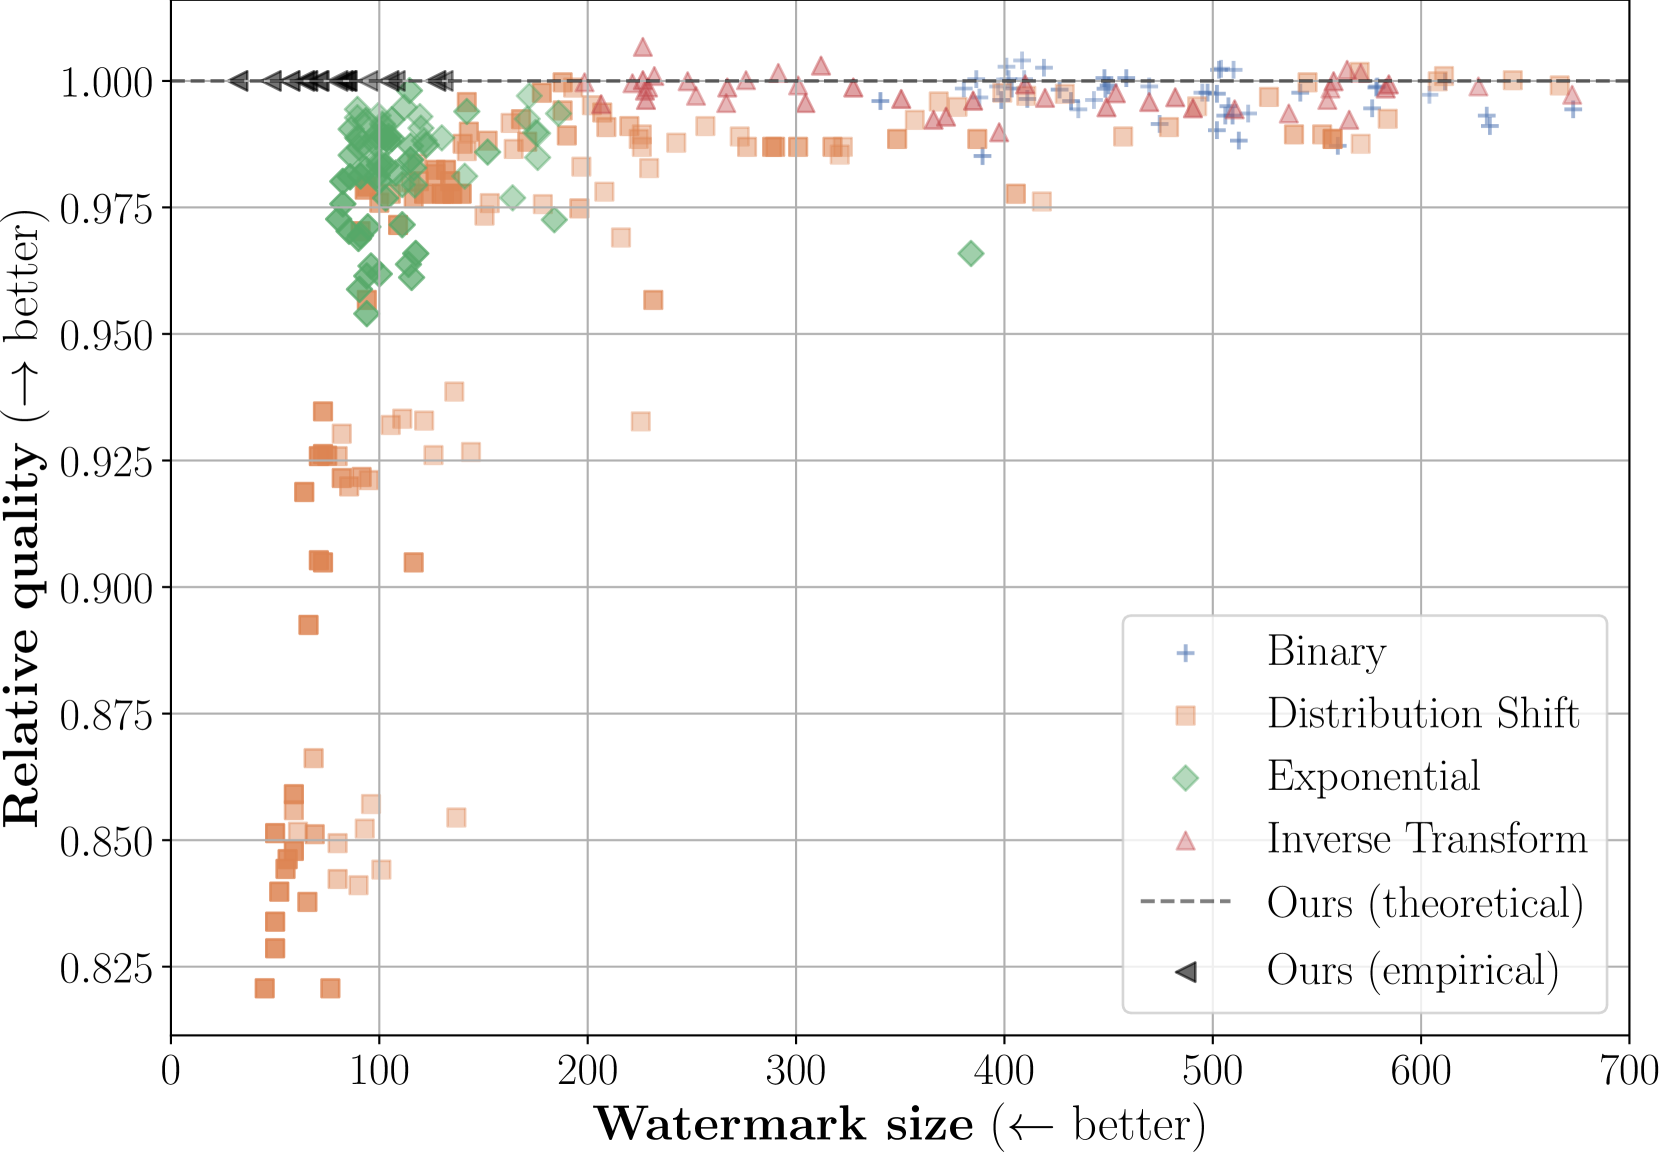 1.000
0.975
0.950
0.925
0.900
0.875
0.850
0.825
Relative quality (→ better)
0 100 200 300 400 500 600 700
Watermark size (← better)
Binary
Distribution Shift
Exponential
Inverse Transform
Ours (theoretical)
Ours (empirical)